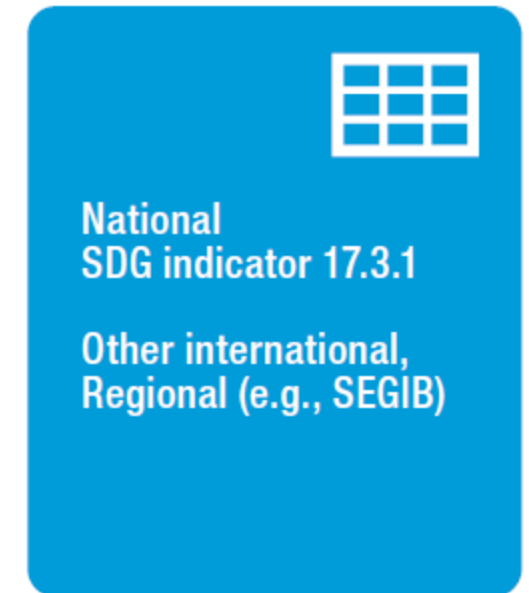 National
SDG indicator 17.3.1
Other international,
Regional (e.g., SEGIB)